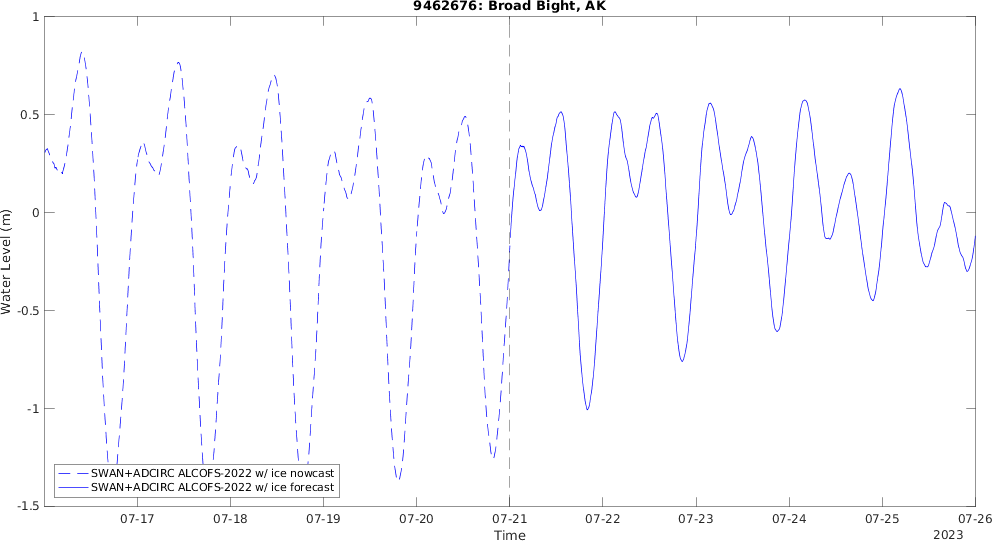 9462676: Broad Bight, AK
1
0.5
0
-0.5
-1
-1.5
Water Level (m)
SWAN+ADCIRC ALCOFS-2022 w/ ice nowcast
SWAN+ADCIRC ALCOFS-2022 w/ ice forecast
07-17 07-18 07-19 07-20 07-21 07-22 07-23 07-24 07-25 07-26
Time
2023